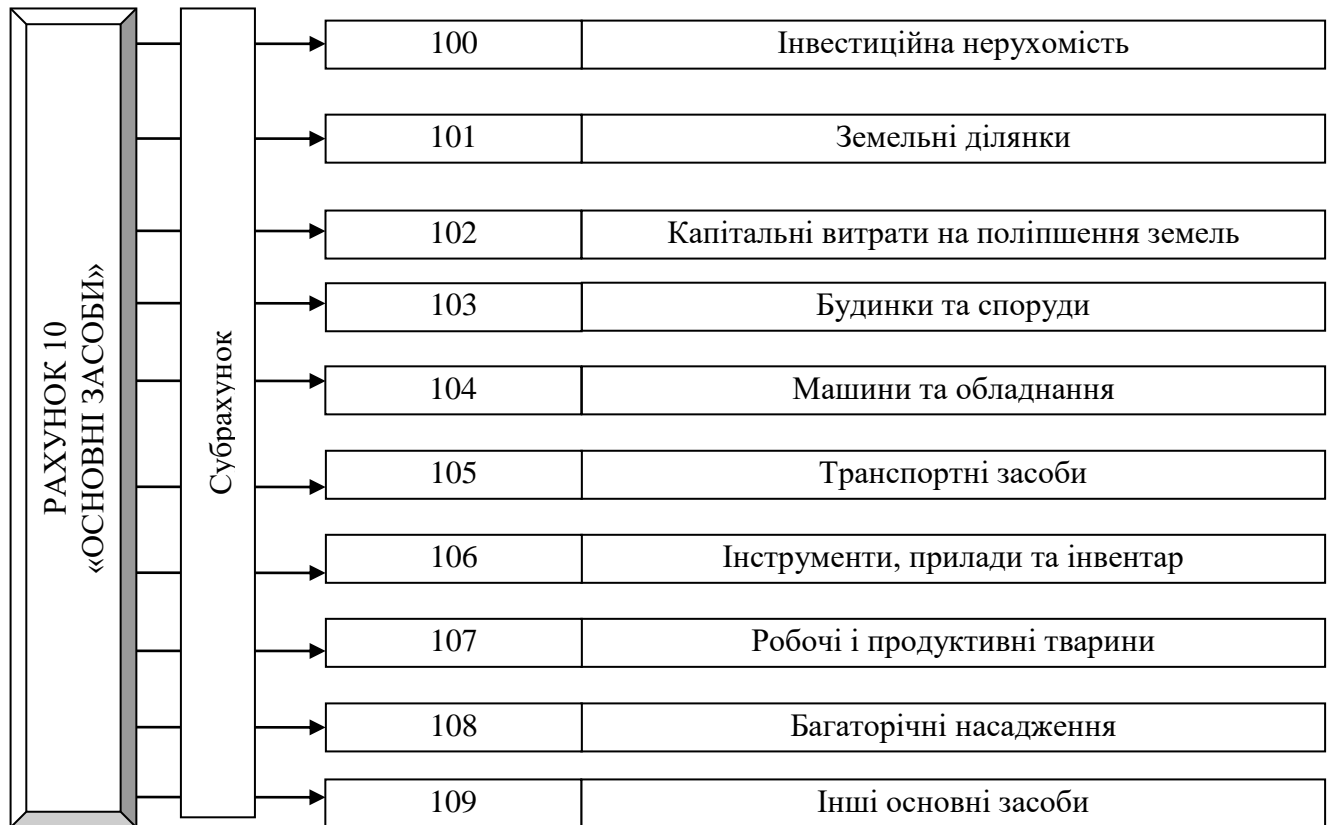 РАХУНОК 10
«ОСНОВНІ ЗАСОБИ»
Субрахунок
100 Інвестиційна нерухомість
101 Земельні ділянки
102 Капітальні витрати на поліпшення земель
103 Будинки та споруди
104 Машини та обладнання
105 Транспортні засоби
106 Інструменти, прилади та інвентар
107 Робочі і продуктивні тварини
108 Багаторічні насадження
109 Інші основні засоби